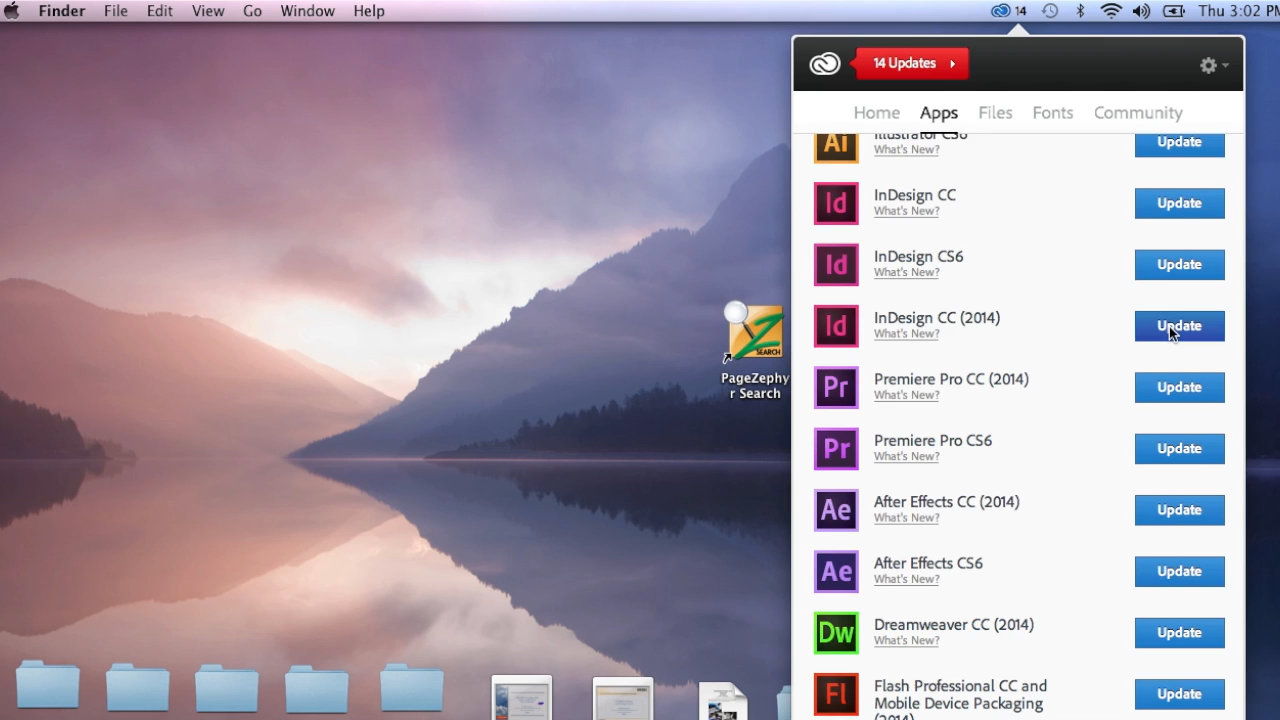 Finder File Edit View Go Window Help 14 Thu 3:02 PM
14 Updates
Home Apps Files Fonts Community
Illustrator CS6
What's New?
Update
InDesign CC
What's New?
Update
InDesign CS6
What's New?
Update
InDesign CC (2014)
What's New?
Update
Premiere Pro CC (2014)
What's New?
Update
Premiere Pro CS6
What's New?
Update
After Effects CC (2014)
What's New?
Update
After Effects CS6
What's New?
Update
Dreamweaver CC (2014)
What's New?
Update
Flash Professional CC and
Mobile Device Packaging
(2014)
Update
Ai
Id
Id
Id
Pr
Pr
Ae
Ae
Dw
Fl
Z
SEARCH
PageZephy
r Search